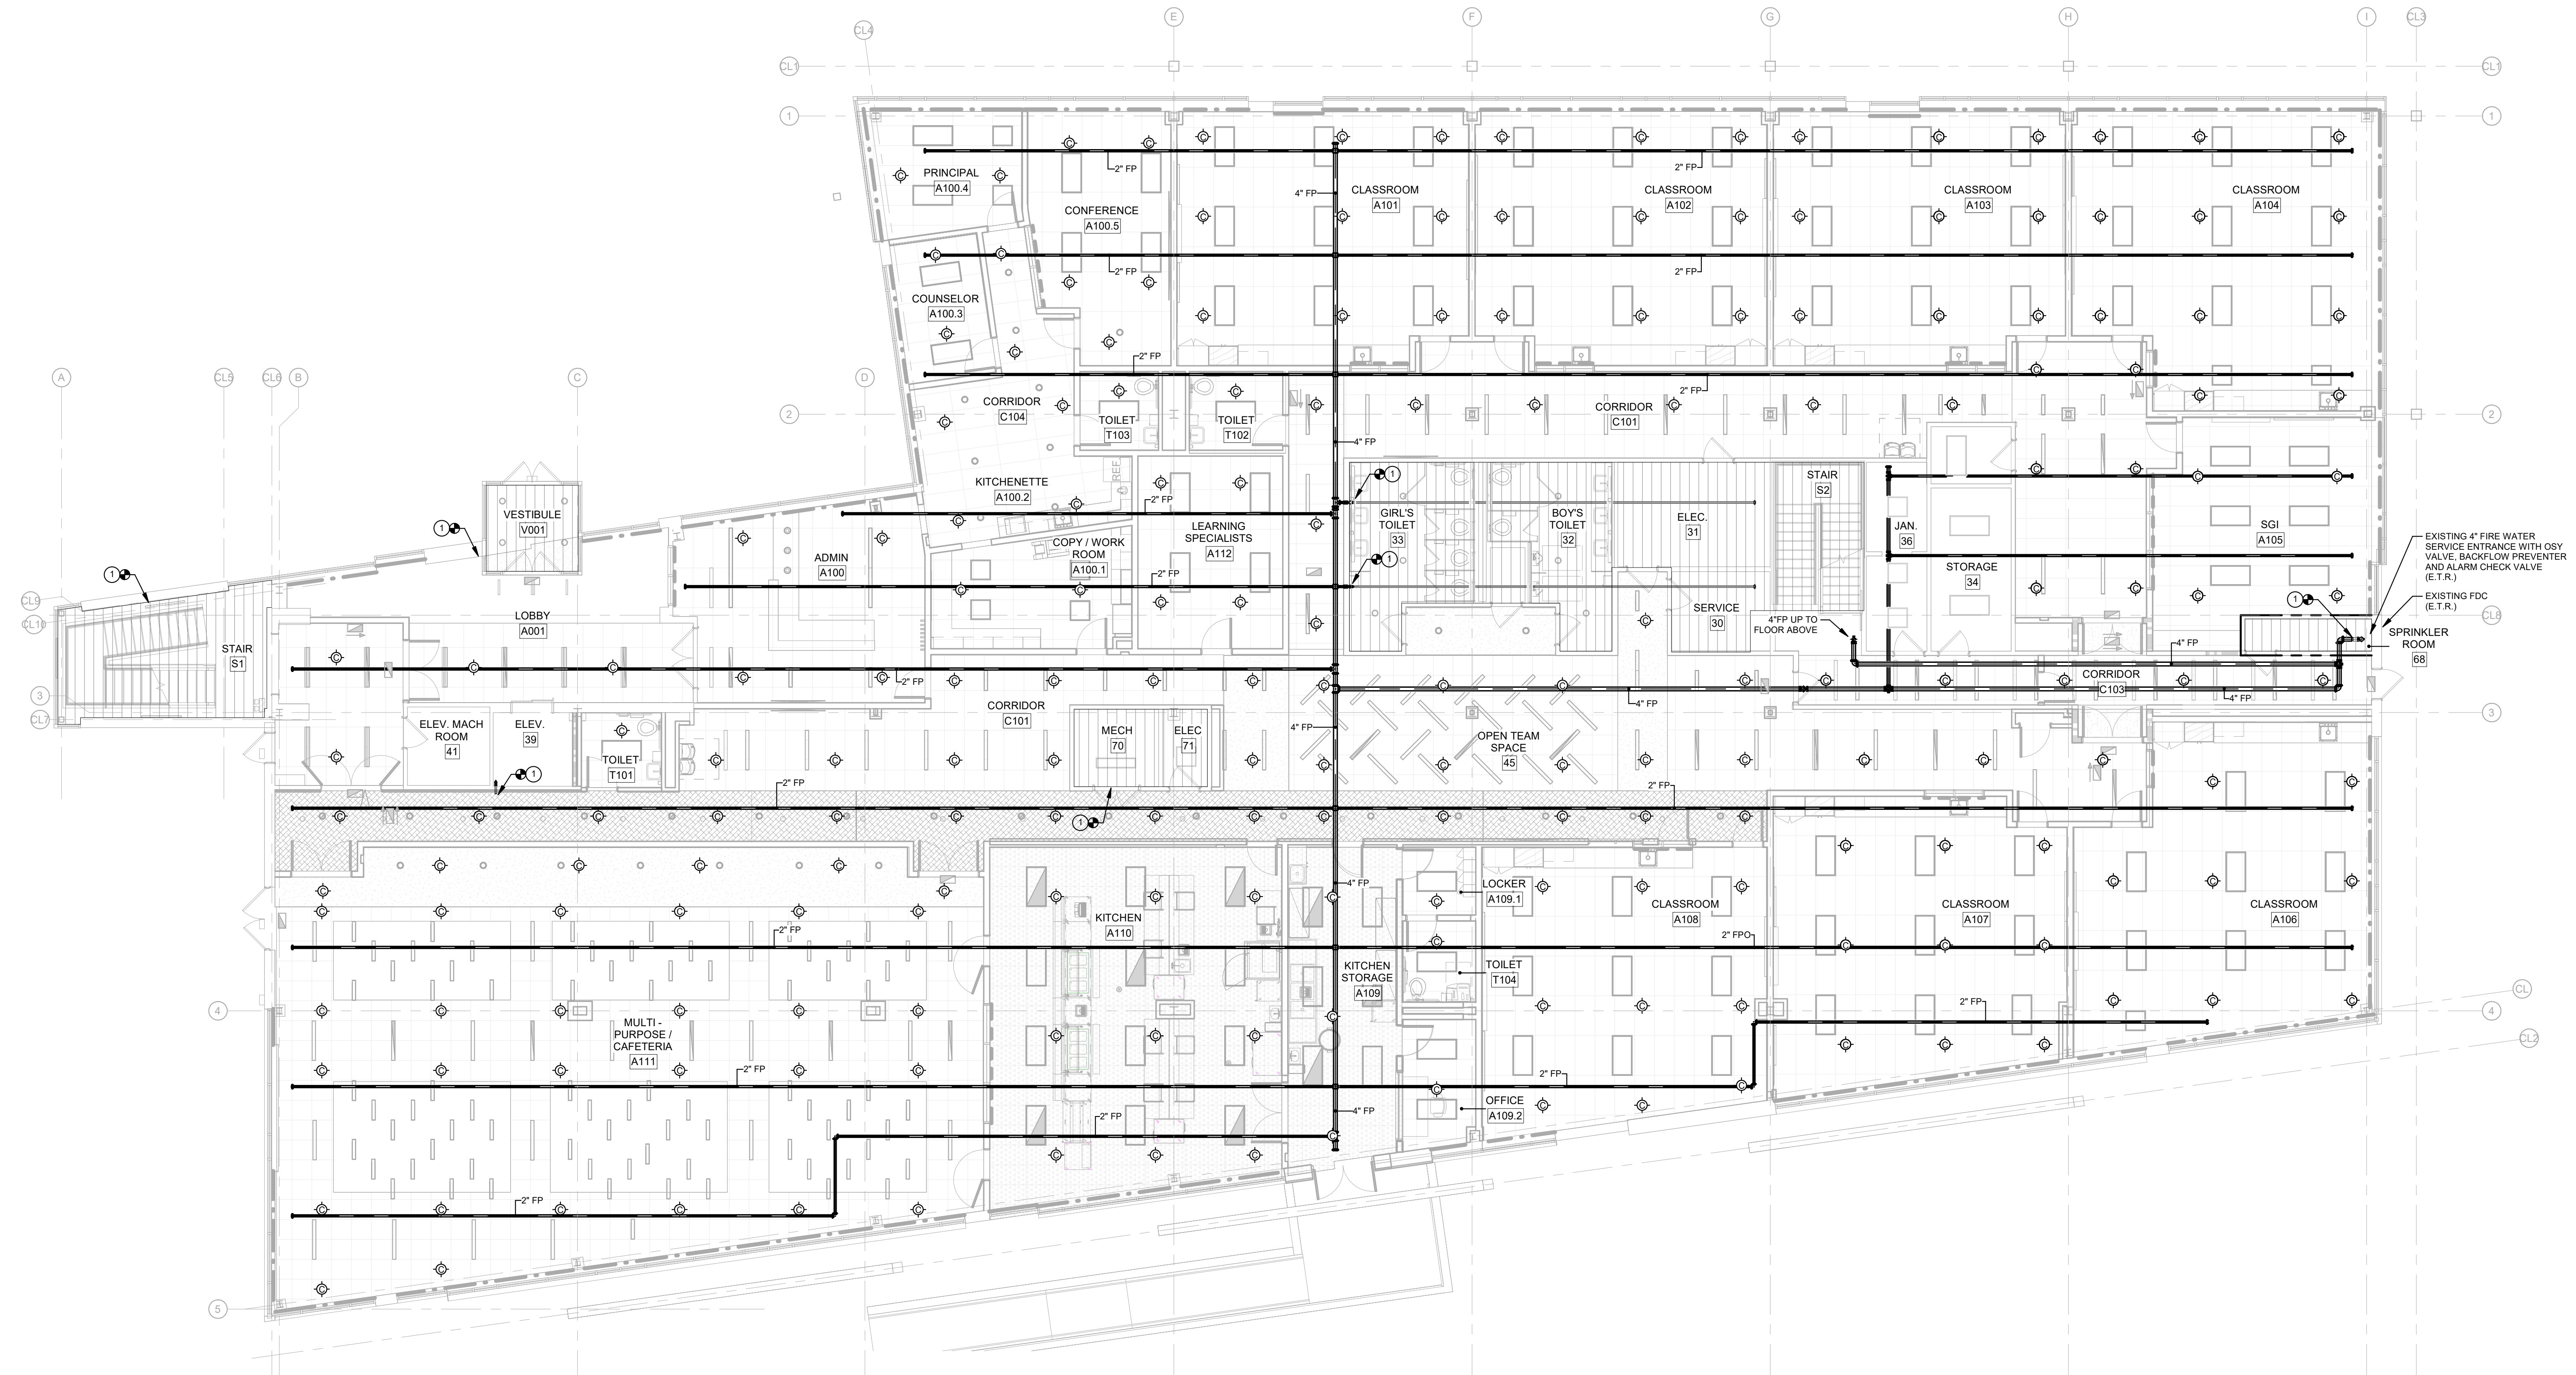 E
F
G
H
I
CL3
CL4
CL1
CL1
1
1
PRINCIPAL
A100.4
2" FP
2" FP
4" FP
CONFERENCE
A100.5
CLASSROOM
A101
CLASSROOM
A102
CLASSROOM
A103
CLASSROOM
A104
2" FP
2" FP
COUNSELOR
A100.3
2" FP
2" FP
A
CL5
CL6
B
C
D
2
2
CORRIDOR
C104
TOILET
T103
TOILET
T102
CORRIDOR
C101
4" FP
REF.
KITCHENETTE
A100.2
2" FP
1
STAIR
S2
VESTIBULE
V001
1
GIRL'S
TOILET
33
BOY'S
TOILET
32
ELEC.
31
JAN.
36
SGI
A105
LEARNING
SPECIALISTS
A112
COPY / WORK
ROOM
A100.1
2" FP
ADMIN
A100
1
STORAGE
34
EXISTING 4" FIRE WATER
SERVICE ENTRANCE WITH OSY
VALVE, BACKFLOW PREVENTER
AND ALARM CHECK VALVE
(E.T.R.)
EXISTING FDC
(E.T.R.)
1
1
CL9
CL10
CL8
LOBBY
A001
SERVICE
30
4"FP UP TO
FLOOR ABOVE
SPRINKLER
ROOM
68
STAIR
S1
4" FP
2" FP
CORRIDOR
C103
4" FP
4" FP
3
CL7
3
CORRIDOR
C101
ELEV. MACH
ROOM
41
ELEV.
39
MECH
70
ELEC
71
4" FP
OPEN TEAM
SPACE
45
TOILET
T101
1
2" FP
2" FP
1
4" FP
LOCKER
A109.1
CLASSROOM
A108
CLASSROOM
A107
CLASSROOM
A106
KITCHEN
A110
2" FP
2" FPO
KITCHEN
STORAGE
A109
TOILET
T104
CL
4
4
2" FP
MULTI -
PURPOSE /
CAFETERIA
A111
CL2
2" FP
2" FP
OFFICE
A109.2
2" FP
4" FP
2" FP
5